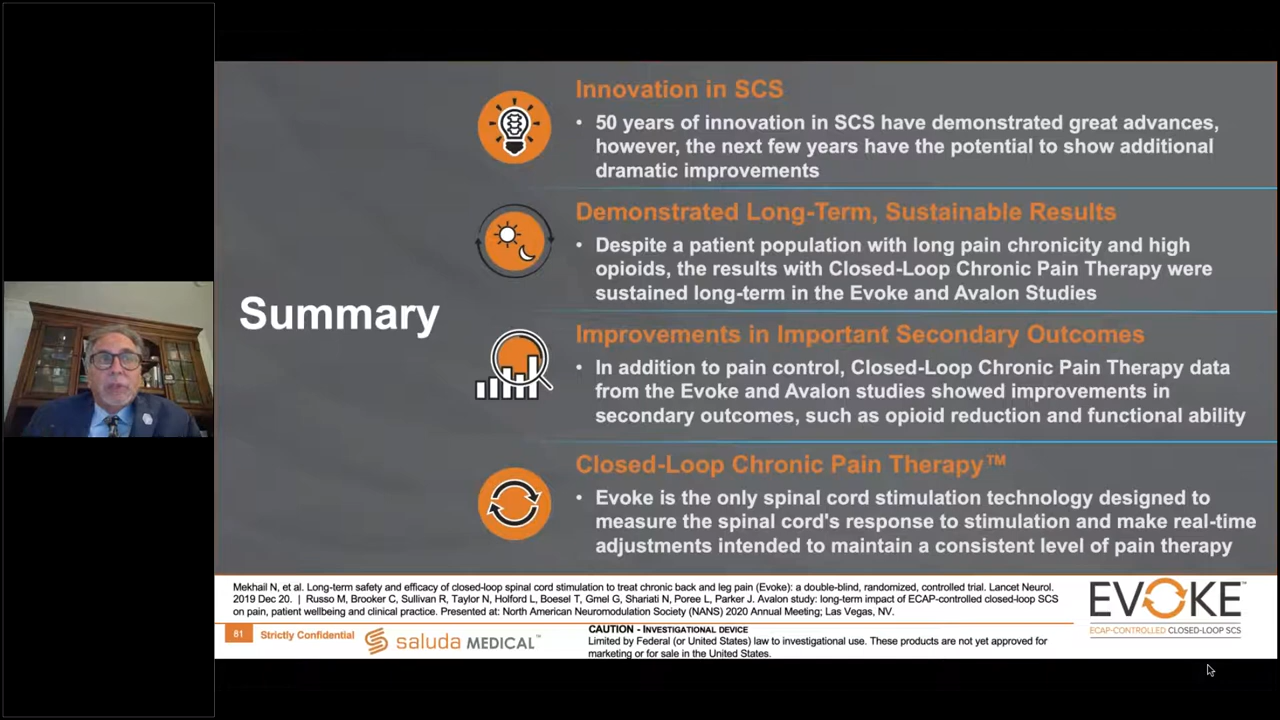 Summary
Innovation in SCS
• 50 years of innovation in SCS have demonstrated great advances,
however, the next few years have the potential to show additional
dramatic improvements
Demonstrated Long-Term, Sustainable Results
• Despite a patient population with long pain chronicity and high
opioids, the results with Closed-Loop Chronic Pain Therapy were
sustained long-term in the Evoke and Avalon Studies
Improvements in Important Secondary Outcomes
• In addition to pain control, Closed-Loop Chronic Pain Therapy data
from the Evoke and Avalon studies showed improvements in
secondary outcomes, such as opioid reduction and functional ability
Closed-Loop Chronic Pain Therapy™
• Evoke is the only spinal cord stimulation technology designed to
measure the spinal cord's response to stimulation and make real-time
adjustments intended to maintain a consistent level of pain therapy
Mekhail N, et al. Long-term safety and efficacy of closed-loop spinal cord stimulation to treat chronic back and leg pain (Evoke): a double-blind, randomized, controlled trial. Lancet Neurol.
2019 Dec 20. | Russo M, Brooker C, Sullivan R, Taylor N, Holford L, Boesel T, Gmel G, Shariati N, Poree L, Parker J. Avalon study: long-term impact of ECAP-controlled closed-loop SCS
on pain, patient wellbeing and clinical practice. Presented at: North American Neuromodulation Society (NANS) 2020 Annual Meeting; Las Vegas, NV.
EVOKE™
ECAP-CONTROLLED CLOSED-LOOP SCS
81 Strictly Confidential
saluda MEDICAL™
CAUTION - INVESTIGATIONAL DEVICE
Limited by Federal (or United States) law to investigational use. These products are not yet approved for
marketing or for sale in the United States.